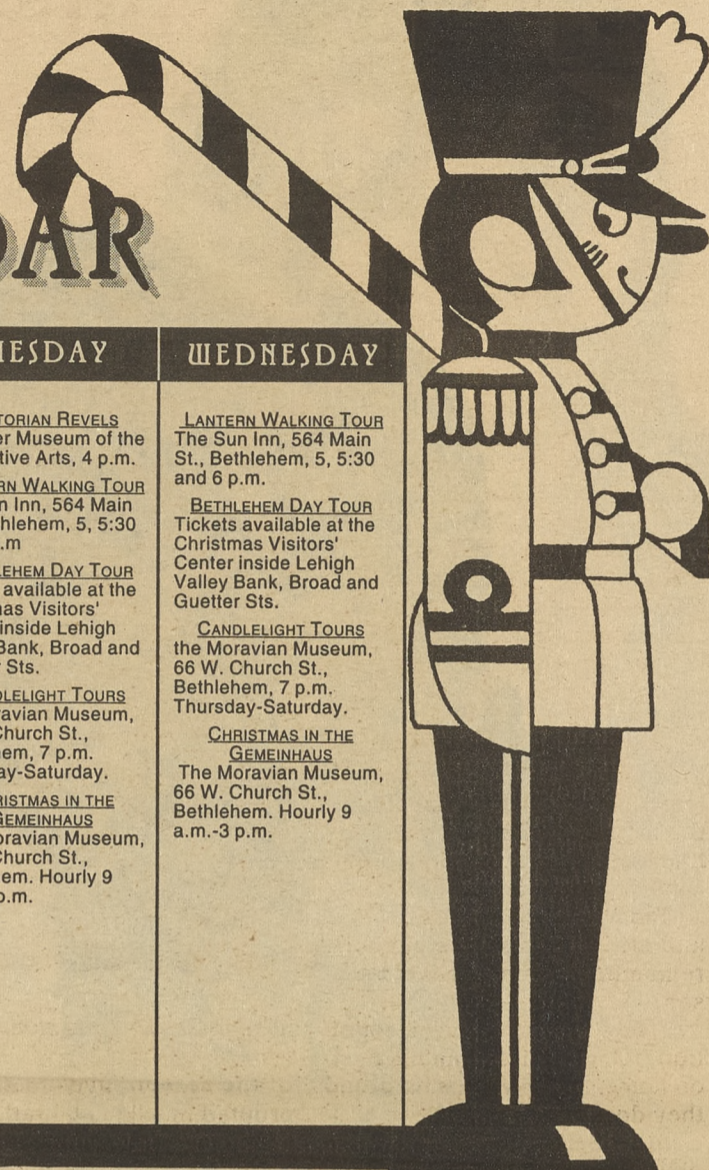 DAR
ESDAY
TORIAN REVELS
er Museum of the
tive Arts, 4 p.m.
RN WALKING TOUR
n Inn, 564 Main
hlehem, 5, 5:30
.m
LEHEM DAY TOUR
available at the
as Visitors'
inside Lehigh
Bank, Broad and
Sts.
DLELIGHT TOURS
ravian Museum,
Church St.,
hem, 7 p.m.
ay-Saturday.
RISTMAS IN THE
GEMEINHAUS
oravian Museum,
Church St.,
em. Hourly 9
p.m.
WEDNESDAY
LANTERN WALKING TOUR
The Sun Inn, 564 Main
St., Bethlehem, 5, 5:30
and 6 p.m.
BETHLEHEM DAY TOUR
Tickets available at the
Christmas Visitors'
Center inside Lehigh
Valley Bank, Broad and
Guetter Sts.
CANDLELIGHT TOURS
the Moravian Museum,
66 W. Church St.,
Bethlehem, 7 p.m.
Thursday-Saturday.
CHRISTMAS IN THE
GEMEINHAUS
The Moravian Museum,
66 W. Church St.,
Bethlehem. Hourly 9
a.m.-3 p.m.